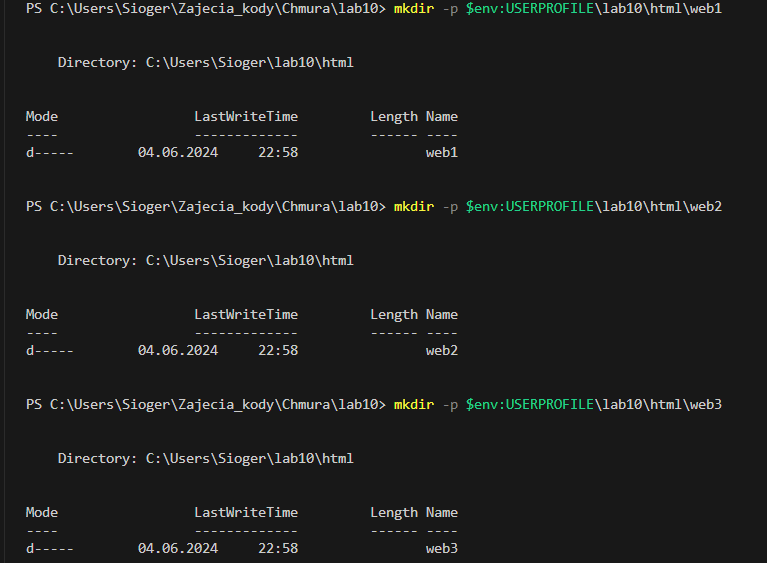 PS C:\Users\Sioger\Zajecia_kody\Chmura\lab10> mkdir -p $env:USERPROFILE\lab10\html\web1
Directory: C:\Users\Sioger\lab10\html
Mode                 LastWriteTime         Length Name
----                 -------------         ------ ----
d-----        04.06.2024     22:58                web1
PS C:\Users\Sioger\Zajecia_kody\Chmura\lab10> mkdir -p $env:USERPROFILE\lab10\html\web2
Directory: C:\Users\Sioger\lab10\html
Mode                 LastWriteTime         Length Name
----                 -------------         ------ ----
d-----        04.06.2024     22:58                web2
PS C:\Users\Sioger\Zajecia_kody\Chmura\lab10> mkdir -p $env:USERPROFILE\lab10\html\web3
Directory: C:\Users\Sioger\lab10\html
Mode                 LastWriteTime         Length Name
----                 -------------         ------ ----
d-----        04.06.2024     22:58                web3